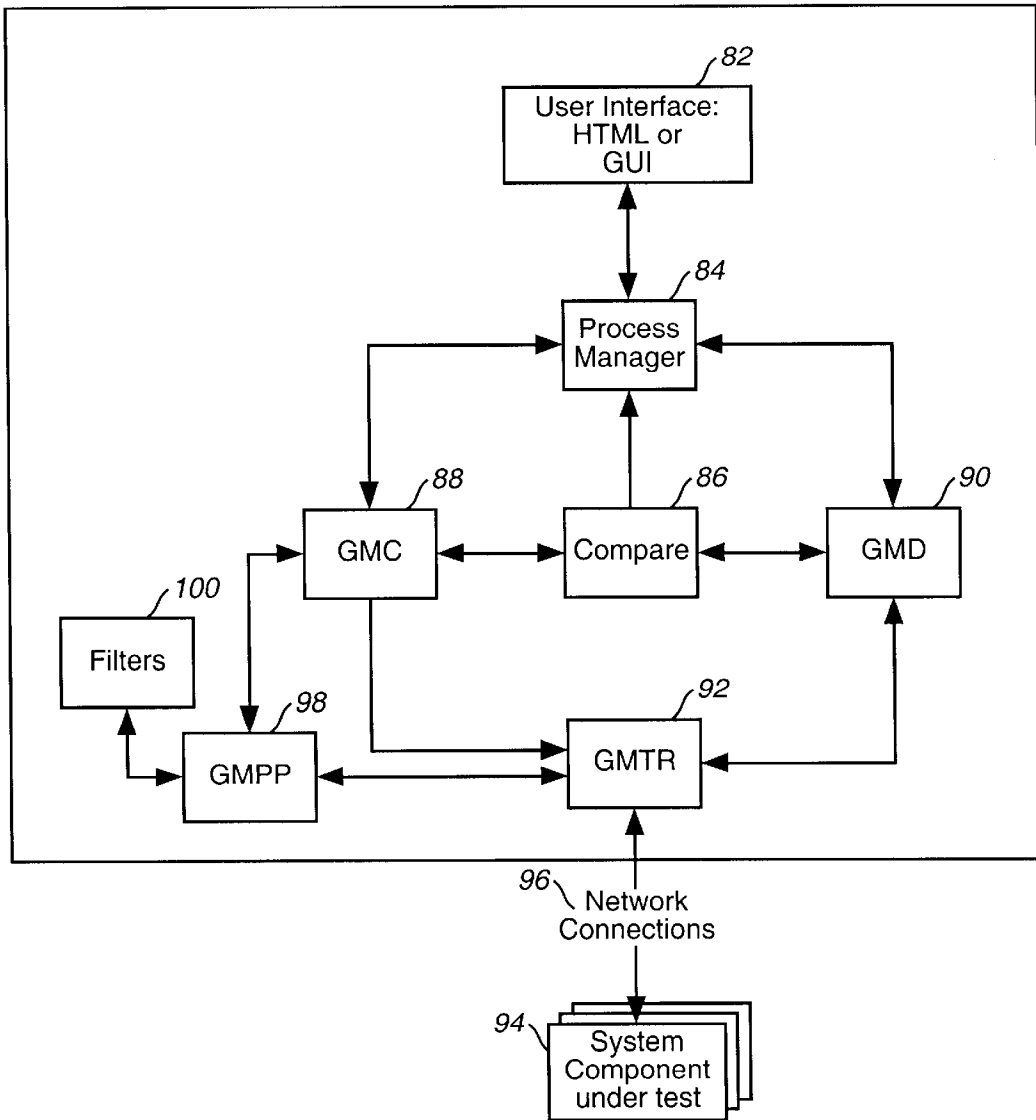 82
User Interface:
HTML or
GUI
84
Process
Manager
88
86
90
GMC
Compare
GMD
100
Filters
98
92
GMPP
GMTR
96
Network
Connections
94
System
Component
under test